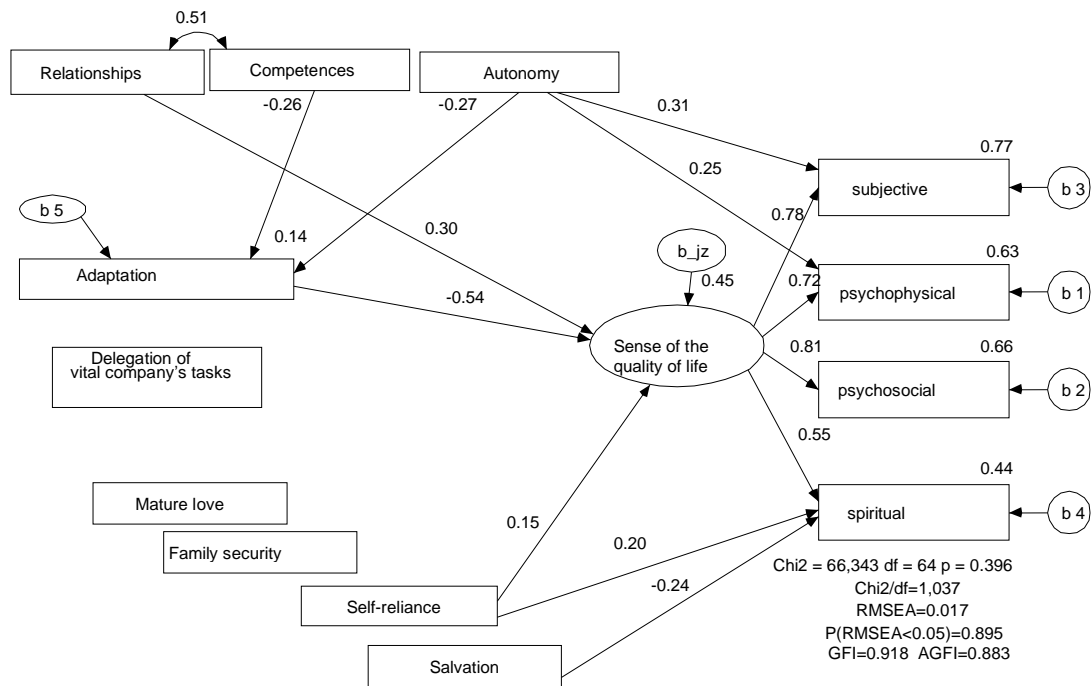 0.51
Relationships
Competences
Autonomy
-0.26
-0.27
0.31
0.77
0.25
subjective
b 3
b 5
0.78
0.14
0.30
b_jz
0.63
Adaptation
0.45
0.72
psychophysical
b 1
-0.54
Sense of the
quality of life
0.81
0.66
Delegation of
vital company's tasks
psychosocial
b 2
0.55
0.44
Mature love
0.15
spiritual
b 4
Family security
0.20
-0.24
Chi2 = 66,343 df = 64 p = 0.396
Chi2/df=1,037
Self-reliance
RMSEA=0.017
P(RMSEA<0.05)=0.895
GFI=0.918 AGFI=0.883
Salvation